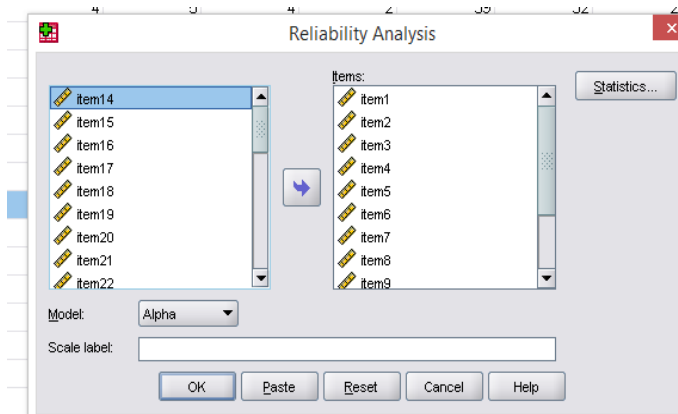 Reliability Analysis
Items:
Statistics...
item14
item15
item16
item17
item18
item19
item20
item21
item22
item1
item2
item3
item4
item5
item6
item7
item8
item9
Model: Alpha
Scale label:
OK Paste Reset Cancel Help